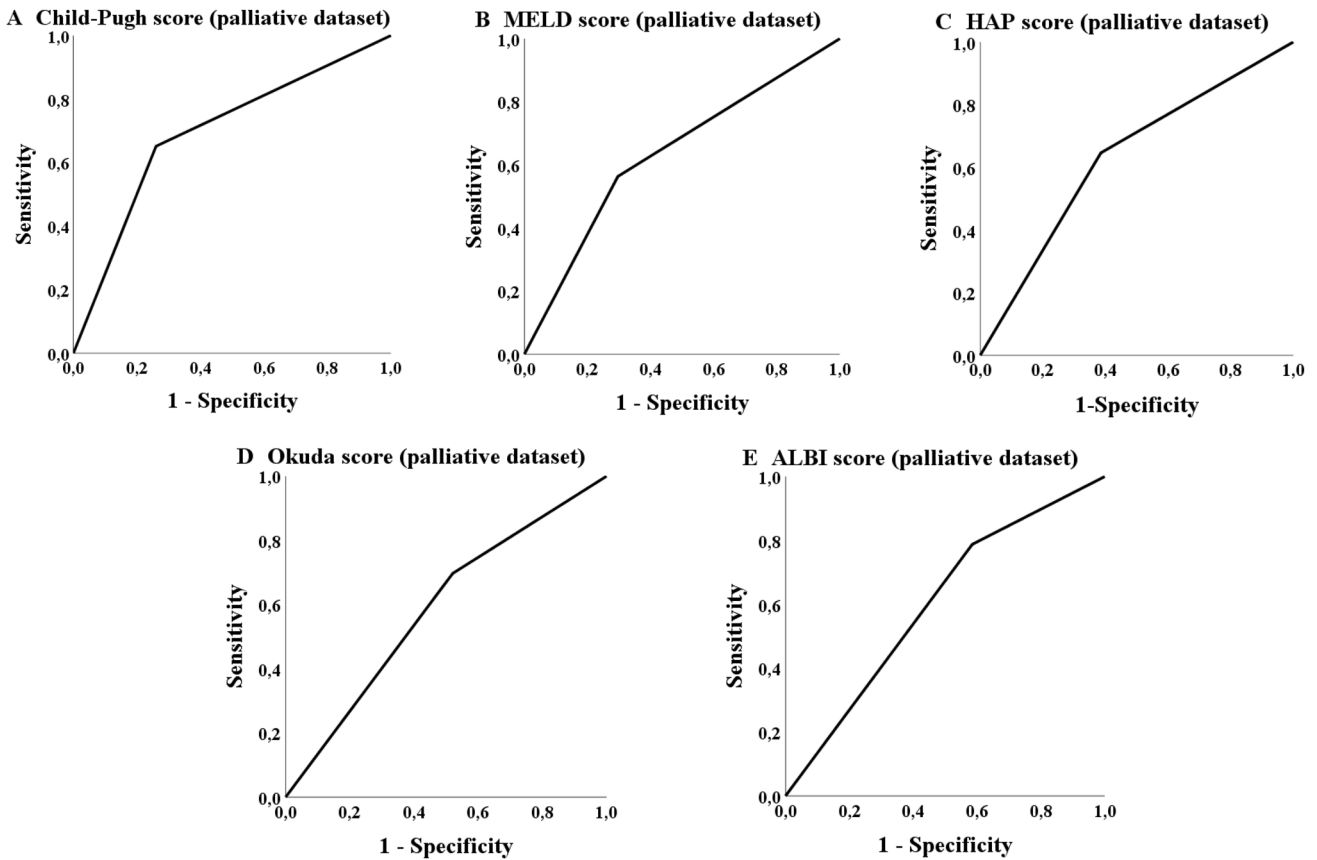 A Child-Pugh score (palliative dataset)
1,0
0,8
0,6
0,4
0,2
0,0
Sensitivity
0,0 0,2 0,4 0,6 0,8 1,0
1 - Specificity
B MELD score (palliative dataset)
1,0
0,8
0,6
0,4
0,2
0,0
Sensitivity
0,0 0,2 0,4 0,6 0,8 1,0
1 - Specificity
C HAP score (palliative dataset)
1,0
0,8
0,6
0,4
0,2
0,0
Sensitivity
0,0 0,2 0,4 0,6 0,8 1,0
1-Specificity
D Okuda score (palliative dataset)
1,0
0,8
0,6
0,4
0,2
0,0
Sensitivity
0,0 0,2 0,4 0,6 0,8 1,0
1 - Specificity
E ALBI score (palliative dataset)
1,0
0,8
0,6
0,4
0,2
0,0
Sensitivity
0,0 0,2 0,4 0,6 0,8 1,0
1 - Specificity